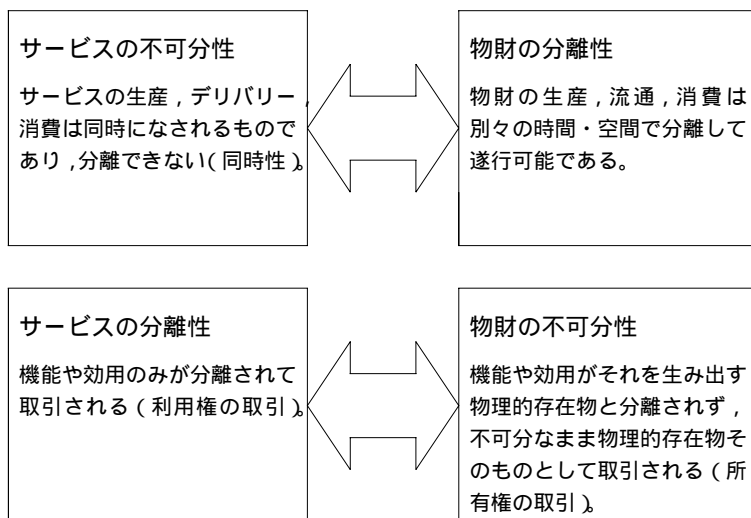 サービスの不可分性
サービスの生産，デリバリー，
消費は同時になされるもので
あり，分離できない（同時性）。
物財の分離性
物財の生産，流通，消費は
別々の時間・空間で分離して
遂行可能である。
サービスの分離性
機能や効用のみが分離されて
取引される（利用権の取引）。
物財の不可分性
機能や効用がそれを生み出す
物理的存在物と分離されず，
不可分なまま物理的存在物そ
のものとして取引される（所
有権の取引）。